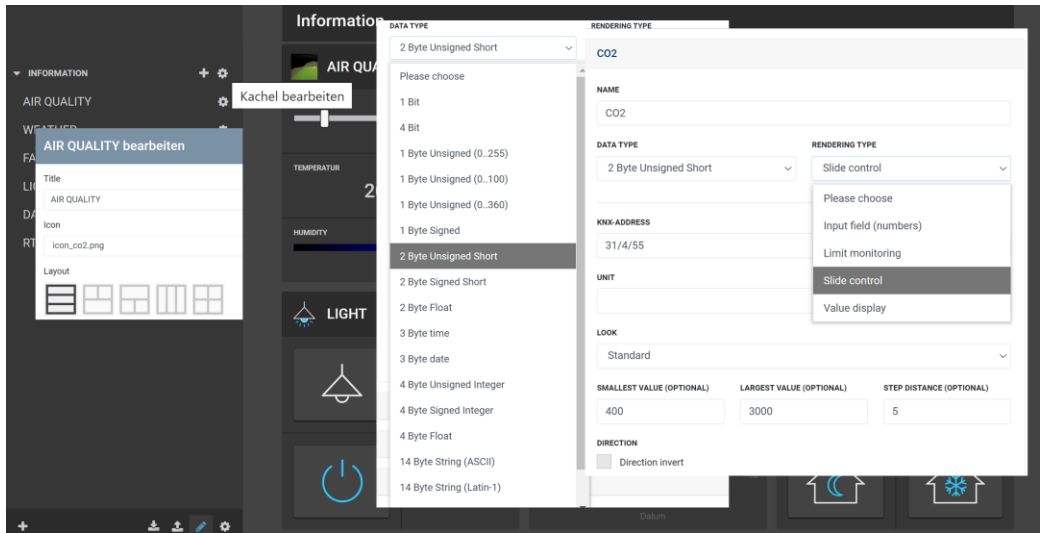 INFORMATION
AIR QUALITY
Kachel bearbeiten
AIR QUALITY bearbeiten
Title
AIR QUALITY
Icon
icon_co2.png
Layout
Information
AIR QUA
TEMPERATUR
2
HUMIDITY
LIGHT
DATA TYPE
2 Byte Unsigned Short
Please choose
1 Bit
4 Bit
1 Byte Unsigned (0..255)
1 Byte Unsigned (0..100)
1 Byte Unsigned (0..360)
1 Byte Signed
2 Byte Unsigned Short
2 Byte Signed Short
2 Byte Float
3 Byte time
3 Byte date
4 Byte Unsigned Integer
4 Byte Signed Integer
4 Byte Float
14 Byte String (ASCII)
14 Byte String (Latin-1)
RENDERING TYPE
CO2
NAME
CO2
DATA TYPE
RENDERING TYPE
2 Byte Unsigned Short
Slide control
Please choose
Input field (numbers)
Limit monitoring
Slide control
Value display
KNX-ADDRESS
31/4/55
UNIT
LOOK
Standard
SMALLEST VALUE (OPTIONAL)
LARGEST VALUE (OPTIONAL)
STEP DISTANCE (OPTIONAL)
400
3000
5
DIRECTION
Direction invert
Datum